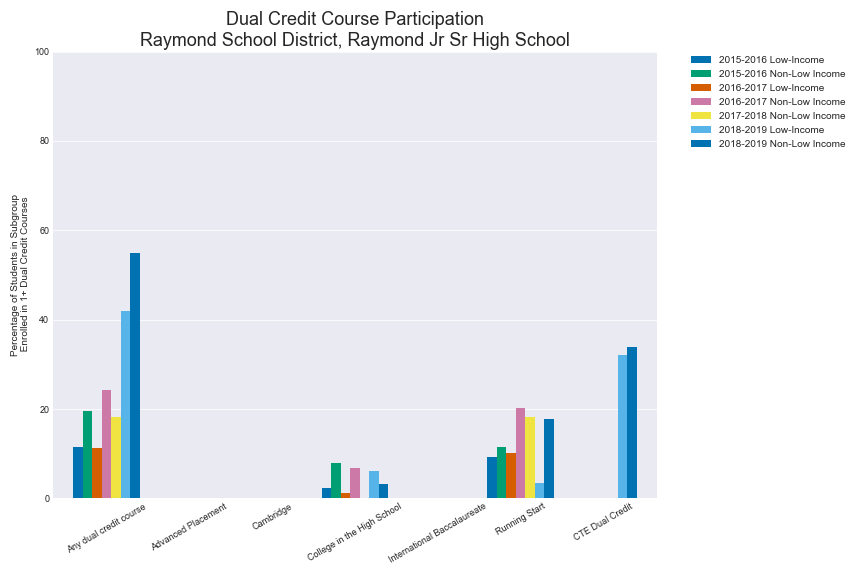 Dual Credit Course Participation
Raymond School District, Raymond Jr Sr High School
Percentage of Students in Subgroup
Enrolled in 1+ Dual Credit Courses
100
80
60
40
20
0
Any dual credit course
Advanced Placement
Cambridge
College in the High School
International Baccalaureate
Running Start
CTE Dual Credit
2015-2016 Low-Income
2015-2016 Non-Low Income
2016-2017 Low-Income
2016-2017 Non-Low Income
2017-2018 Non-Low Income
2018-2019 Low-Income
2018-2019 Non-Low Income